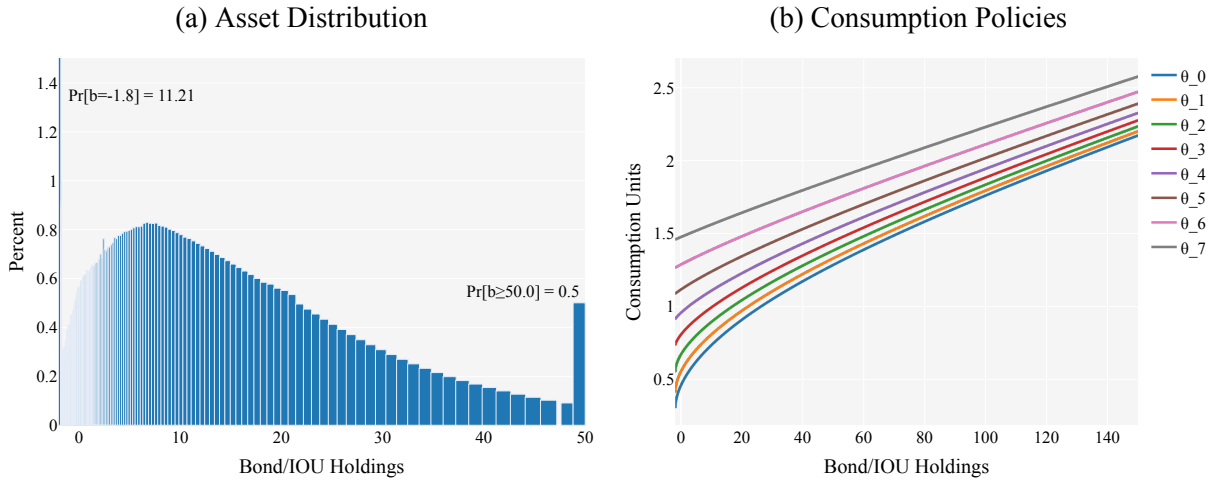 (a) Asset Distribution
1.4
1.2
1
0.8
0.6
0.4
0.2
0
Percent
Pr[b=-1.8] = 11.21
Pr[b≥50.0] = 0.5
0
10
20
30
40
50
Bond/IOU Holdings
(b) Consumption Policies
2.5
2
1.5
1
0.5
Consumption Units
0
20
40
60
80
100
120
140
Bond/IOU Holdings
θ_0
θ_1
θ_2
θ_3
θ_4
θ_5
θ_6
θ_7